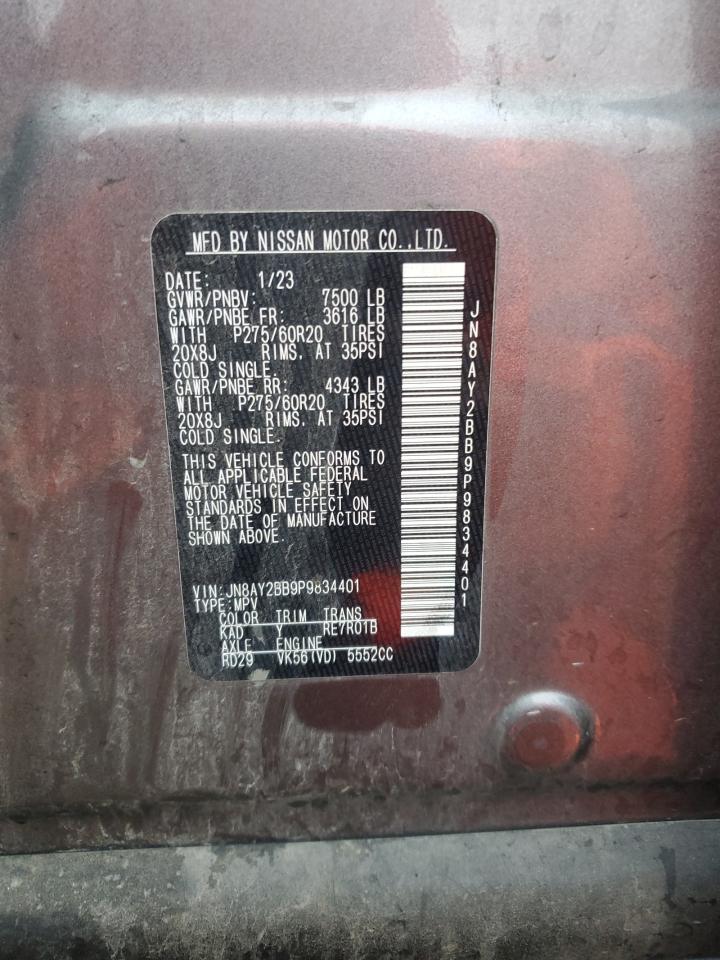 MFD BY NISSAN MOTOR CO.,LTD.
DATE: 1/23
GVWR/PNBV: 7500 LB
GAWR/PNBE FR: 3616 LB
WITH P275/60R20 TIRES
20X8J RIMS. AT 35PSI
COLD SINGLE.
GAWR/PNBE RR: 4343 LB
WITH P275/60R20 TIRES
20X8J RIMS. AT 35PSI
COLD SINGLE.
THIS VEHICLE CONFORMS TO
ALL APPLICABLE FEDERAL
MOTOR VEHICLE SAFETY
STANDARDS IN EFFECT ON
THE DATE OF MANUFACTURE
SHOWN ABOVE.
VIN:JN8AY2BB9P9834401
TYPE:MPV
COLOR TRIM TRANS
KAD Y RE7R01B
AXLE ENGINE
RD29 VK56(VD) 5552CC
JN8AY2BB9P9834401